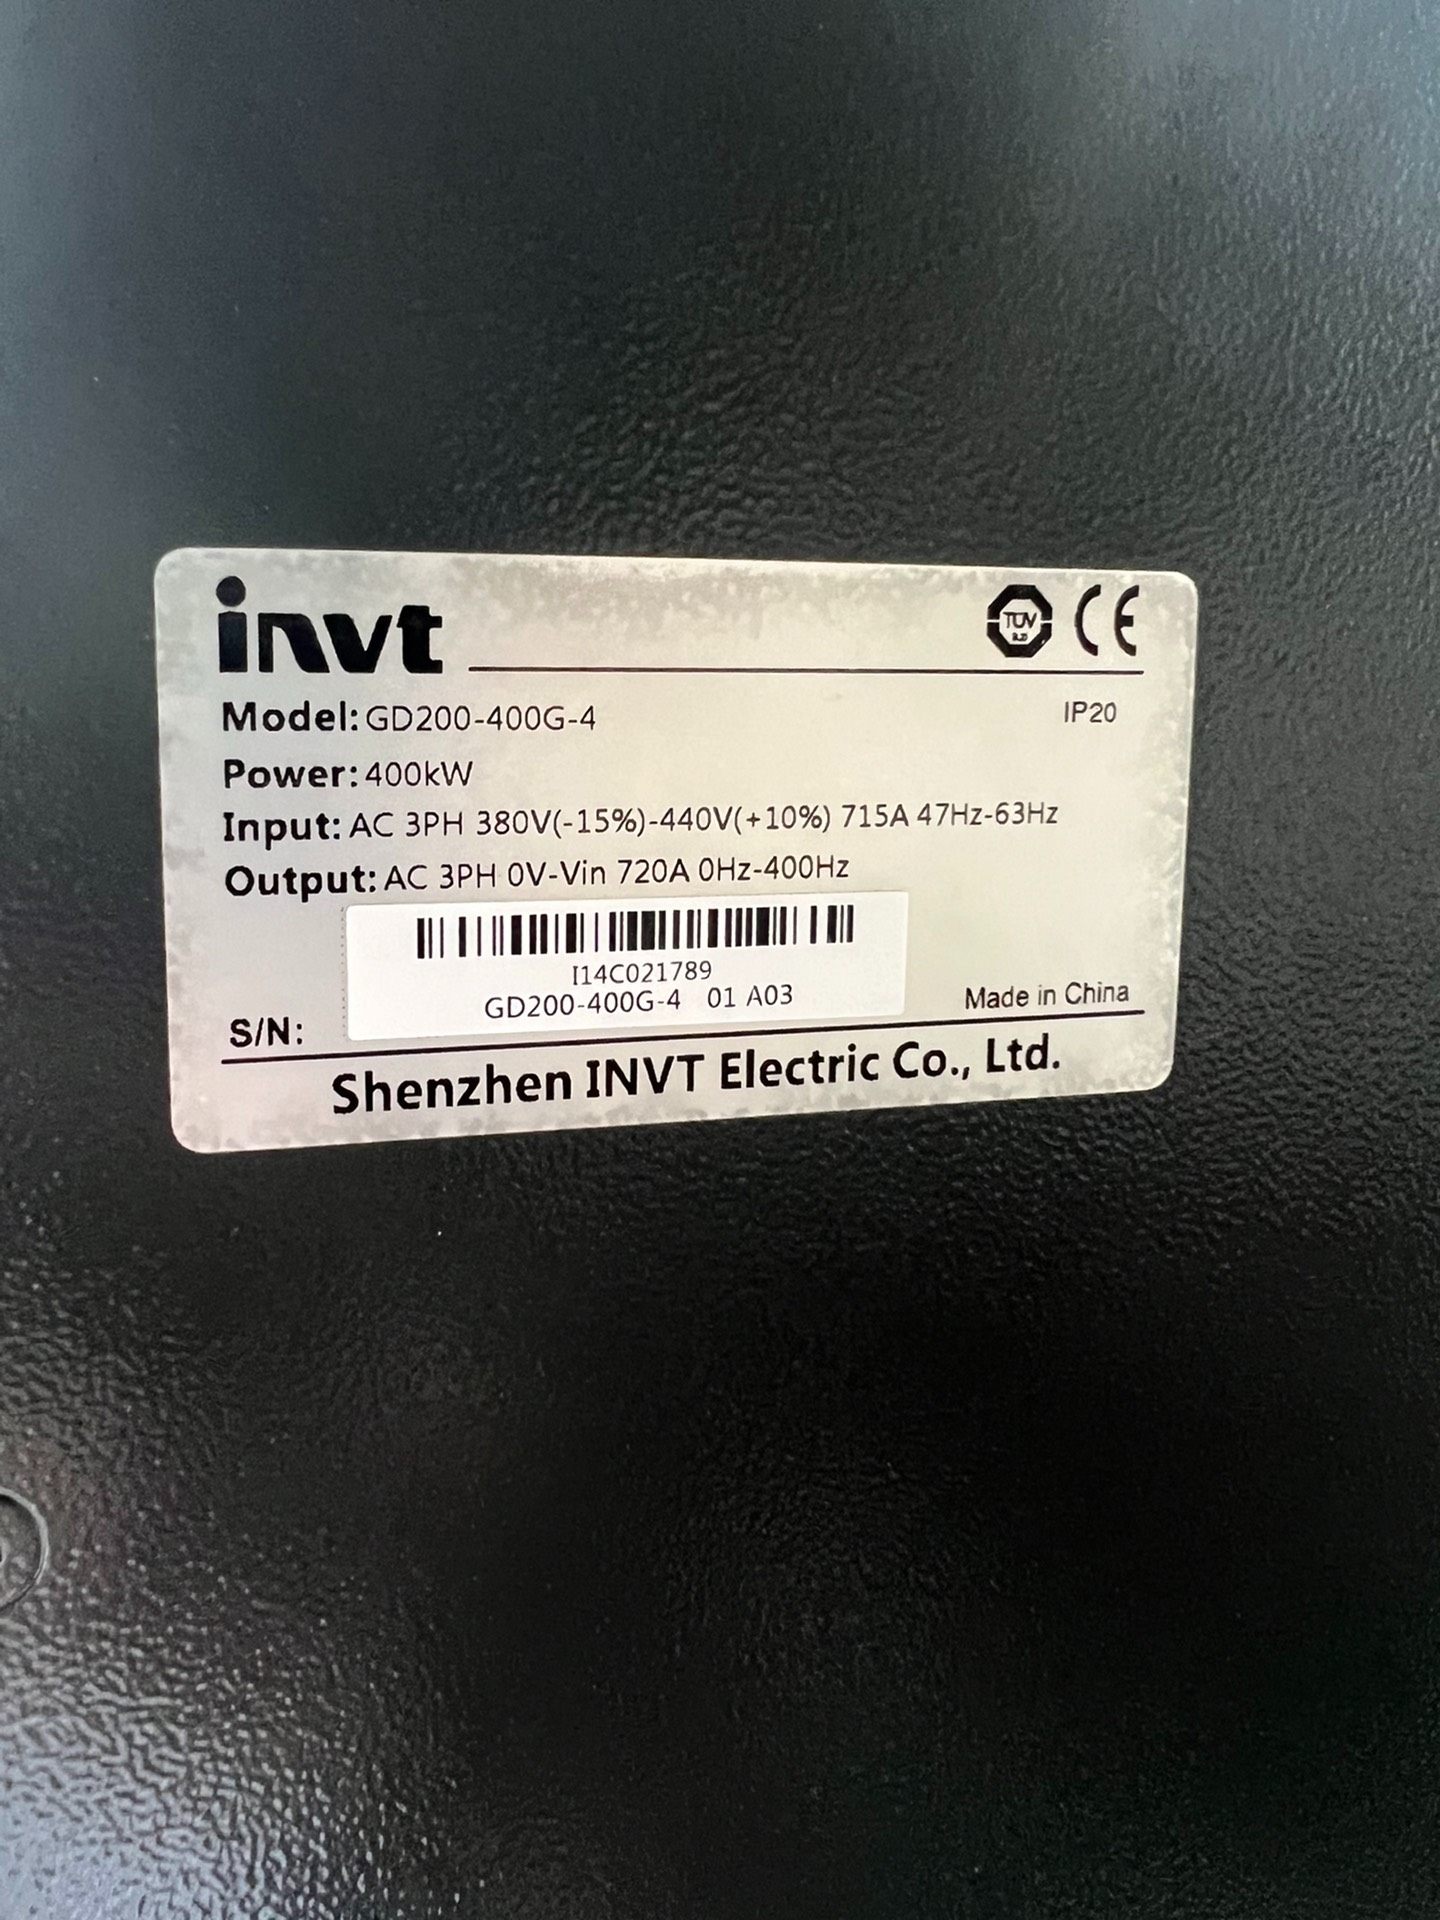 invt
TÜV CE
Model: GD200-400G-4 IP20
Power: 400kW
Input: AC 3PH 380V(-15%)-440V(+10%) 715A 47Hz-63Hz
Output: AC 3PH 0V-Vin 720A 0Hz-400Hz
I14C021789
GD200-400G-4 01 A03
S/N:
Made in China
Shenzhen INVT Electric Co., Ltd.